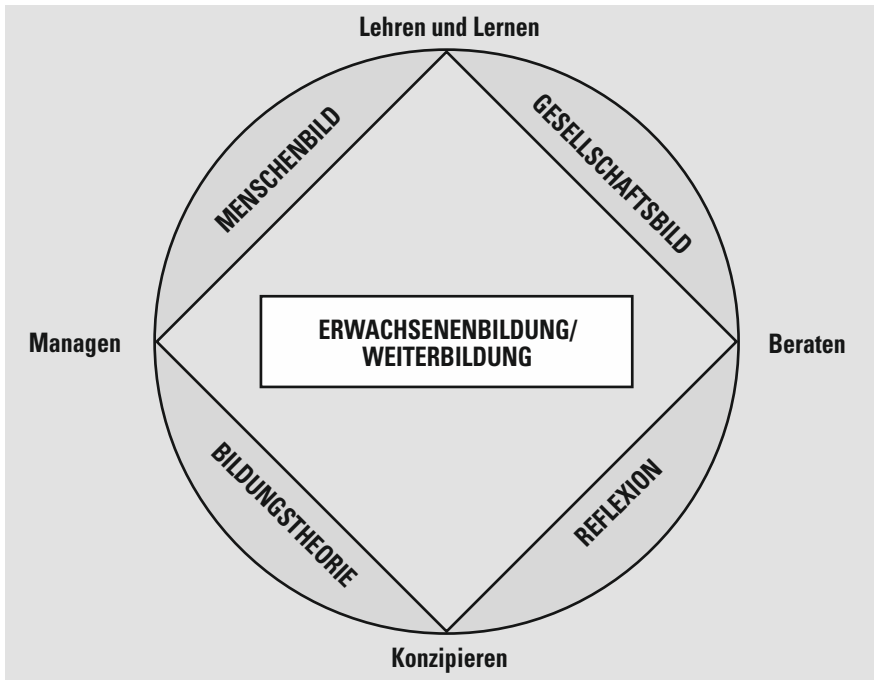 Lehren und Lernen
MENSCHENBILD
GESELLSCHAFTSBILD
Managen
ERWACHSENENBILDUNG/
WEITERBILDUNG
Beraten
BILDUNGSTHEORIE
REFLEXION
Konzipieren